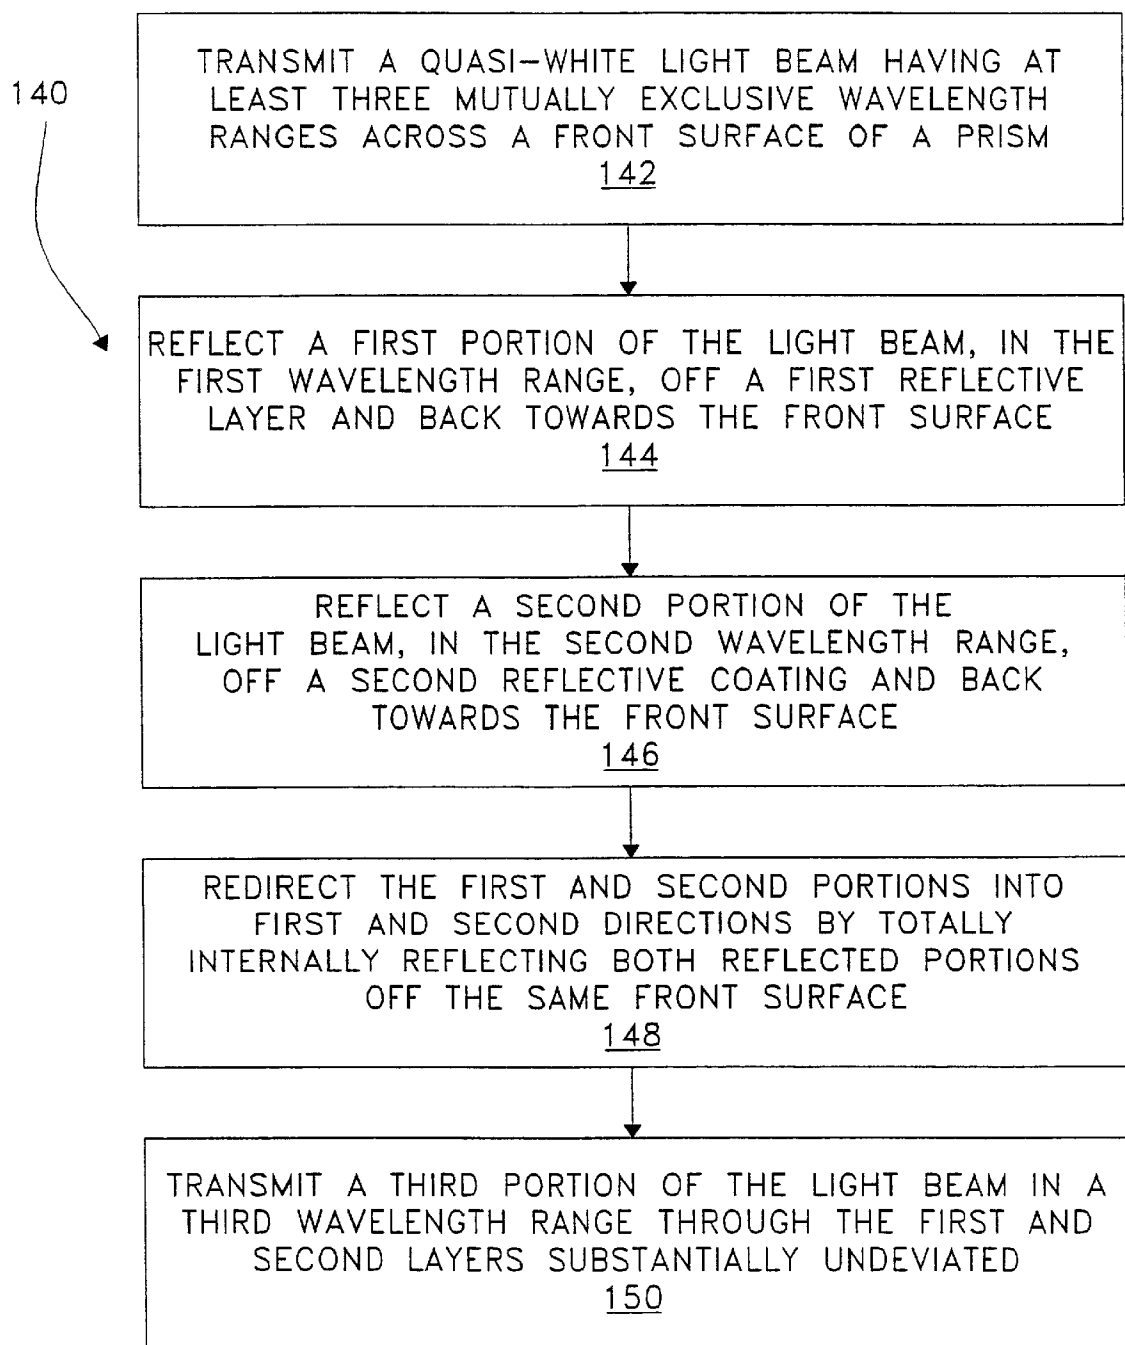 140
TRANSMIT A QUASI-WHITE LIGHT BEAM HAVING AT
LEAST THREE MUTUALLY EXCLUSIVE WAVELENGTH
RANGES ACROSS A FRONT SURFACE OF A PRISM
142
REFLECT A FIRST PORTION OF THE LIGHT BEAM, IN THE
FIRST WAVELENGTH RANGE, OFF A FIRST REFLECTIVE
LAYER AND BACK TOWARDS THE FRONT SURFACE
144
REFLECT A SECOND PORTION OF THE
LIGHT BEAM, IN THE SECOND WAVELENGTH RANGE,
OFF A SECOND REFLECTIVE COATING AND BACK
TOWARDS THE FRONT SURFACE
146
REDIRECT THE FIRST AND SECOND PORTIONS INTO
FIRST AND SECOND DIRECTIONS BY TOTALLY
INTERNALLY REFLECTING BOTH REFLECTED PORTIONS
OFF THE SAME FRONT SURFACE
148
TRANSMIT A THIRD PORTION OF THE LIGHT BEAM IN A
THIRD WAVELENGTH RANGE THROUGH THE FIRST AND
SECOND LAYERS SUBSTANTIALLY UNDEVIATED
150